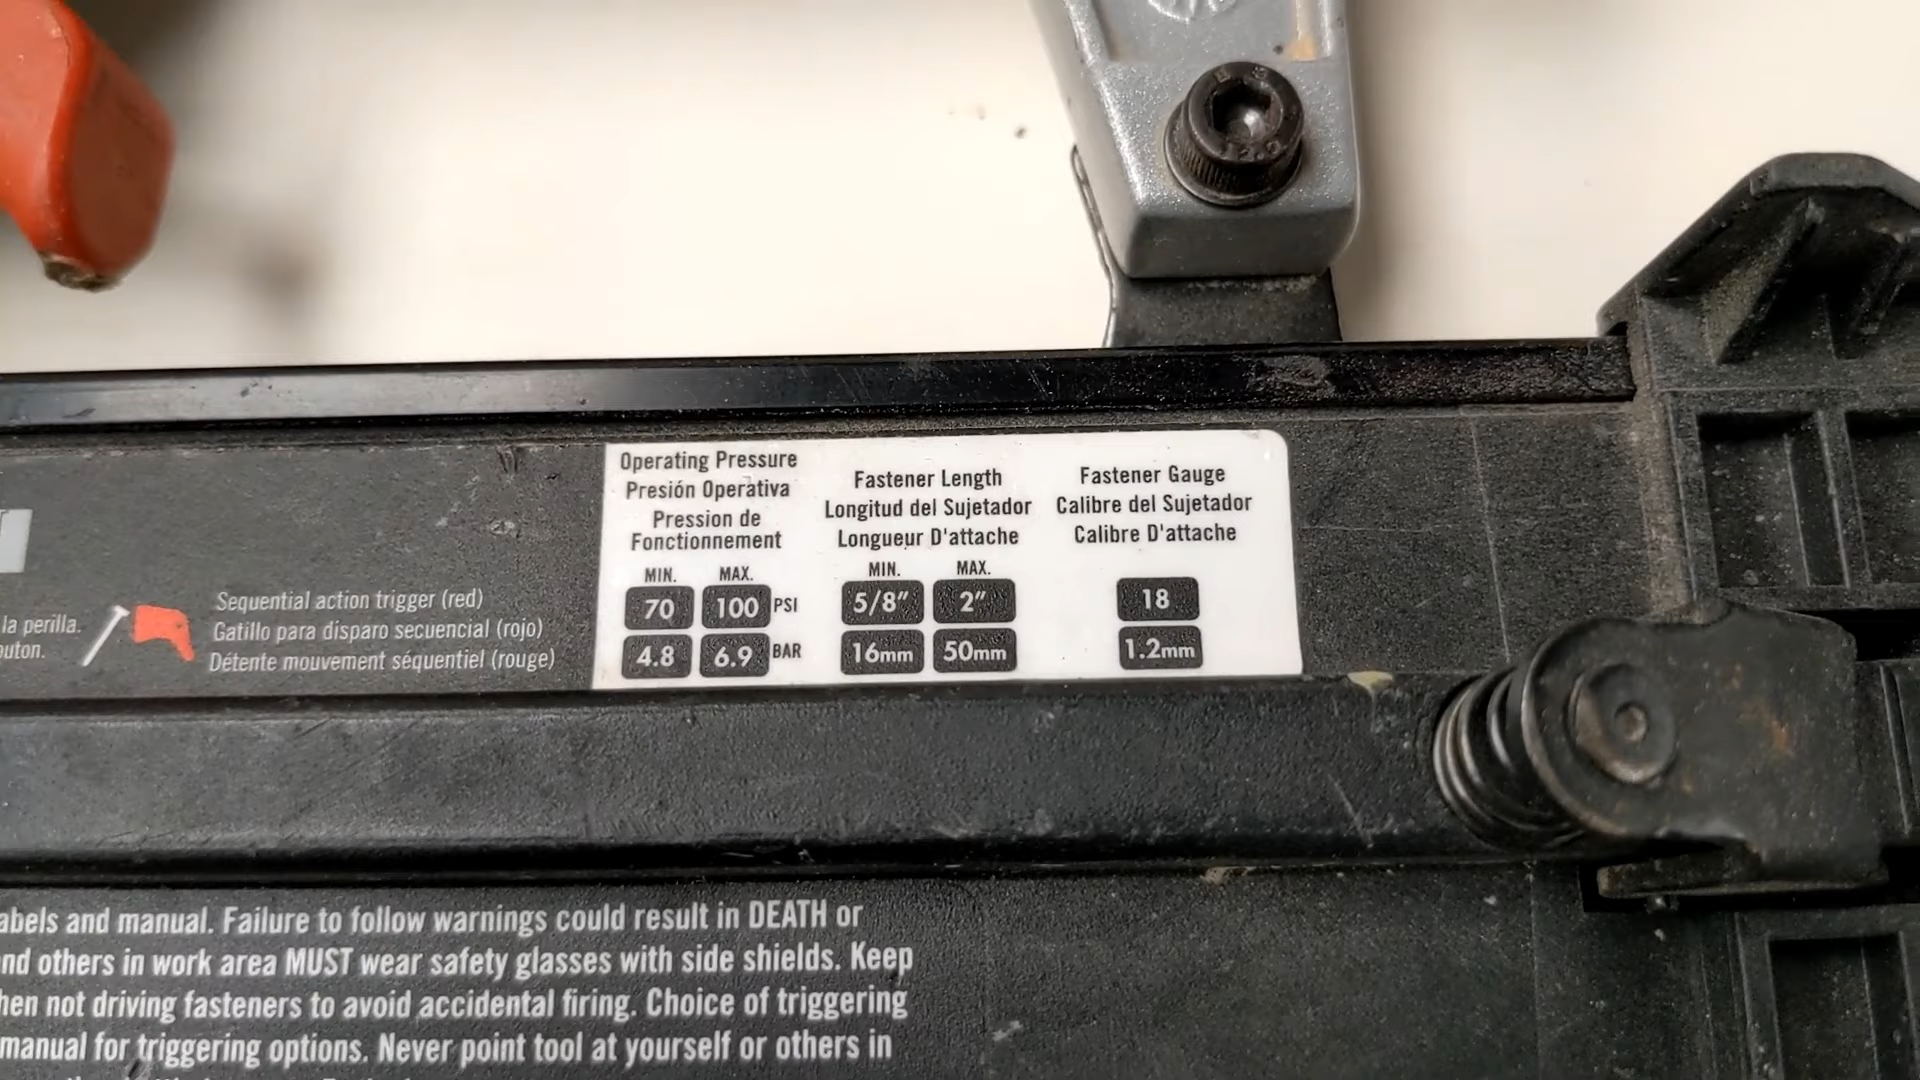 Operating Pressure
Presión Operativa
Pression de
Fonctionnement
MIN. MAX.
70 100 PSI
4.8 6.9 BAR
Fastener Length
Longitud del Sujetador
Longueur D'attache
MIN. MAX.
5/8" 2"
16mm 50mm
Fastener Gauge
Calibre del Sujetador
Calibre D'attache
18
1.2mm
la perilla.
Sequential action trigger (red)
Gatillo para disparo secuencial (rojo)
Détente mouvement séquentiel (rouge)
labels and manual. Failure to follow warnings could result in DEATH or
and others in work area MUST wear safety glasses with side shields. Keep
when not driving fasteners to avoid accidental firing. Choice of triggering
manual for triggering options. Never point tool at yourself or others in
12.9